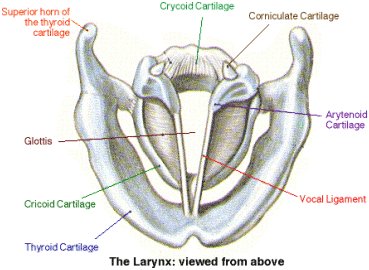 Crycoid Cartilage
Superior horn of
the thyroid
cartilage
Corniculate Cartilage
Arytenoid
Cartilage
Glottis
Vocal Ligament
Cricoid Cartilage
Thyroid Cartilage
The Larynx: viewed from above